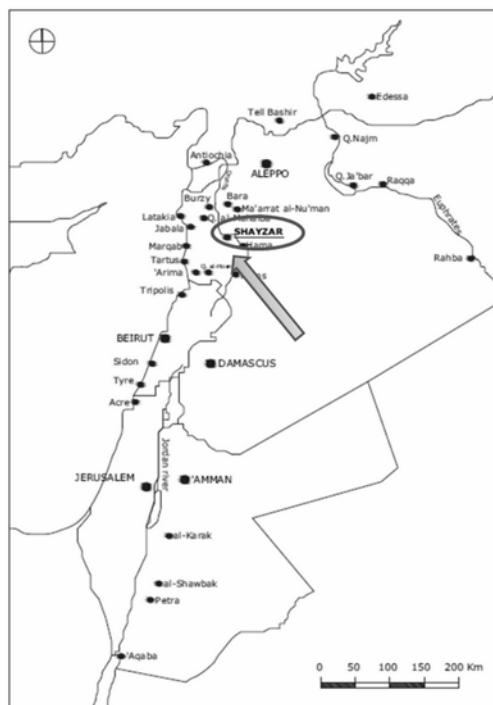 Edessa
Tell Bashir
Q.Najm
Antiochia
ALEPPO
Q.Ja'bar
Raqqa
Bara
Burzy
Ma'arrat al-Nu'man
Latakia
Euphrates
Jabala
SHAYZAR
Marqab
Hama
Tartus
Rahba
'Arima
Tripolis
BEIRUT
Sidon
DAMASCUS
Tyre
Acre
Jordan river
JERUSALEM
'AMMAN
al-Karak
al-Shawbak
Petra
'Aqaba
0 50 100 150 200 Km